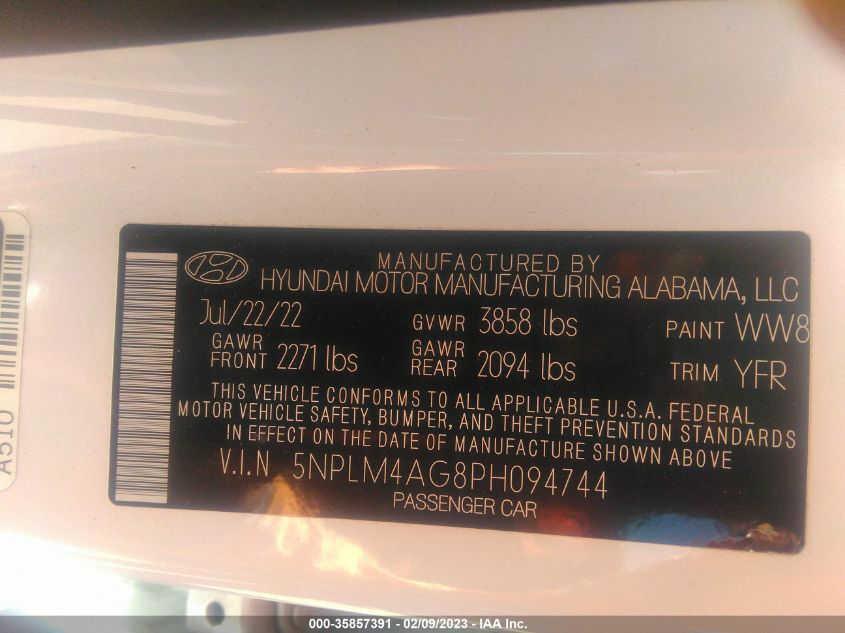 MANUFACTURED BY
HYUNDAI MOTOR MANUFACTURING ALABAMA, LLC
Jul/22/22 GVWR 3858 lbs PAINT WW8
GAWR FRONT 2271 lbs GAWR REAR 2094 lbs TRIM YFR
THIS VEHICLE CONFORMS TO ALL APPLICABLE U.S.A. FEDERAL
MOTOR VEHICLE SAFETY, BUMPER, AND THEFT PREVENTION STANDARDS
IN EFFECT ON THE DATE OF MANUFACTURE SHOWN ABOVE
V.I.N 5NPLM4AG8PH094744
PASSENGER CAR
A510
000-35857391 - 02/09/2023 - IAA Inc.